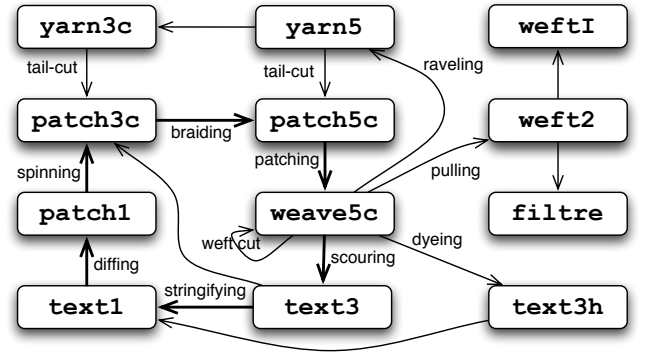 yarn3c
yarn5
weftI
tail-cut
tail-cut
raveling
patch3c
braiding
patch5c
weft2
spinning
patching
pulling
patch1
weave5c
filtre
weft cut
dyeing
diffing
scouring
stringifying
text1
text3
text3h